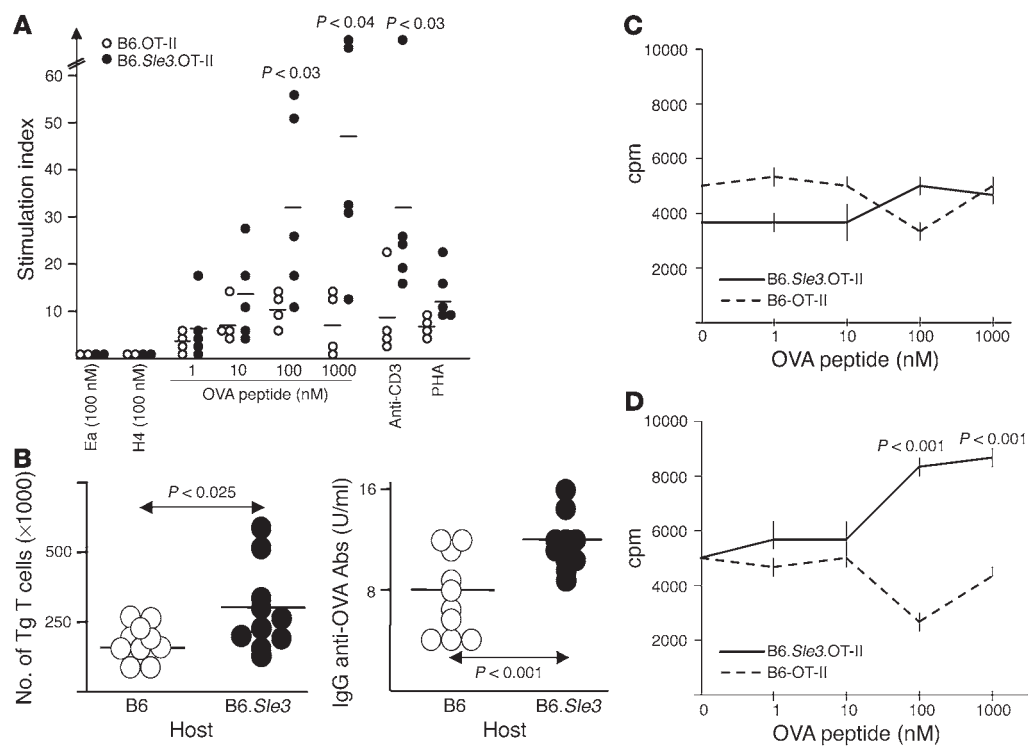 A
B6.OT-II
B6.Sle3.OT-II
P < 0.03
P < 0.04
P < 0.03
Stimulation index
60
50
40
30
20
10
1 10 100 1000
OVA peptide (nM)
Ea (100 nM)
H4 (100 nM)
Anti-CD3
PHA
B
No. of Tg T cells (×1000)
500
250
P < 0.025
B6 B6.Sle3
Host
IgG anti-OVA Abs (U/ml)
16
8
P < 0.001
B6 B6.Sle3
Host
C
cpm
10000
8000
6000
4000
2000
B6.Sle3.OT-II
B6-OT-II
0 1 10 100 1000
OVA peptide (nM)
D
cpm
10000
8000
6000
4000
2000
P < 0.001
P < 0.001
B6.Sle3.OT-II
B6-OT-II
0 1 10 100 1000
OVA peptide (nM)